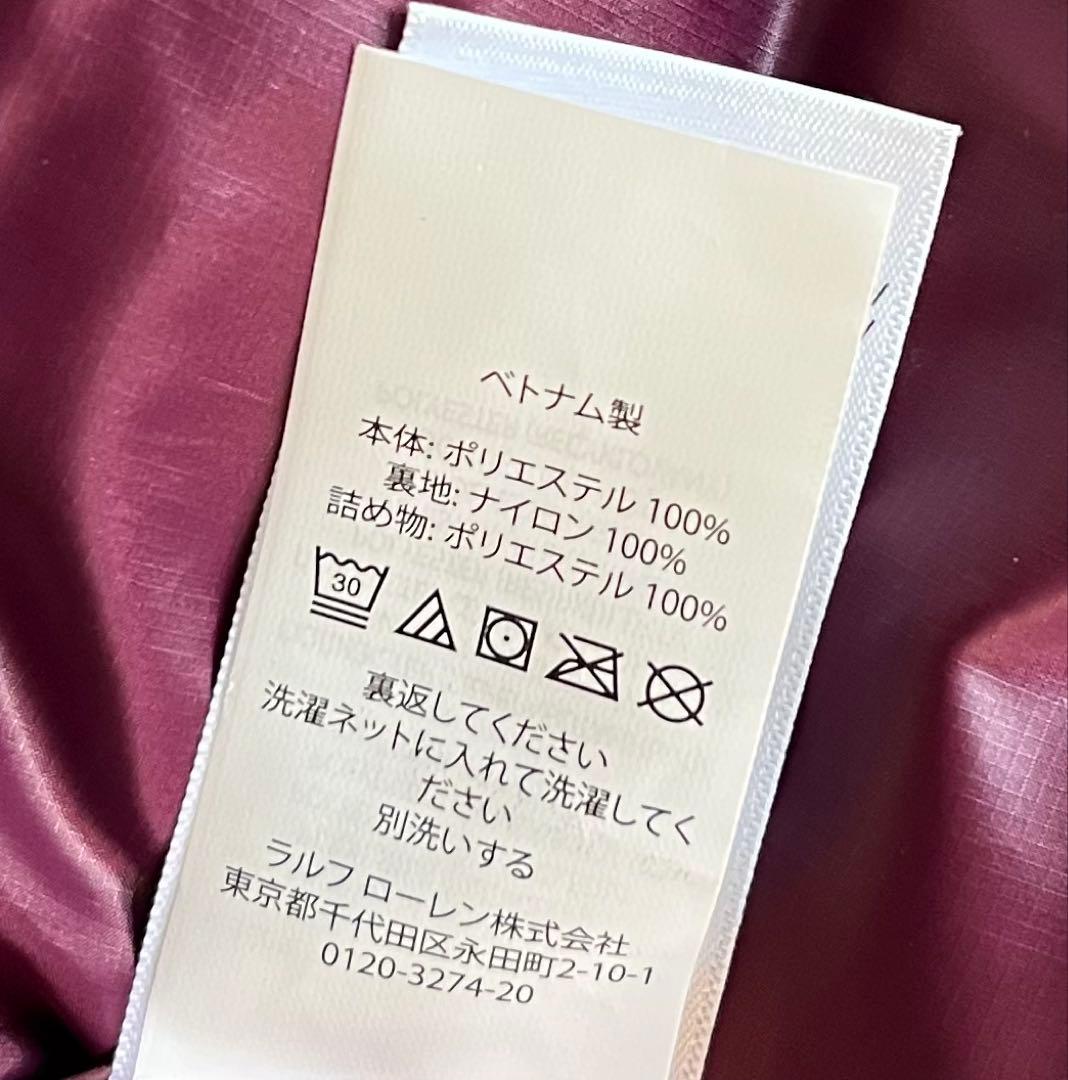 ベトナム製
本体: ポリエステル 100%
裏地: ナイロン 100%
詰め物: ポリエステル 100%
30
裏返してください
洗濯ネットに入れて洗濯してく
ださい
別洗いする
ラルフ ローレン株式会社
東京都千代田区永田町2-10-1
0120-3274-20